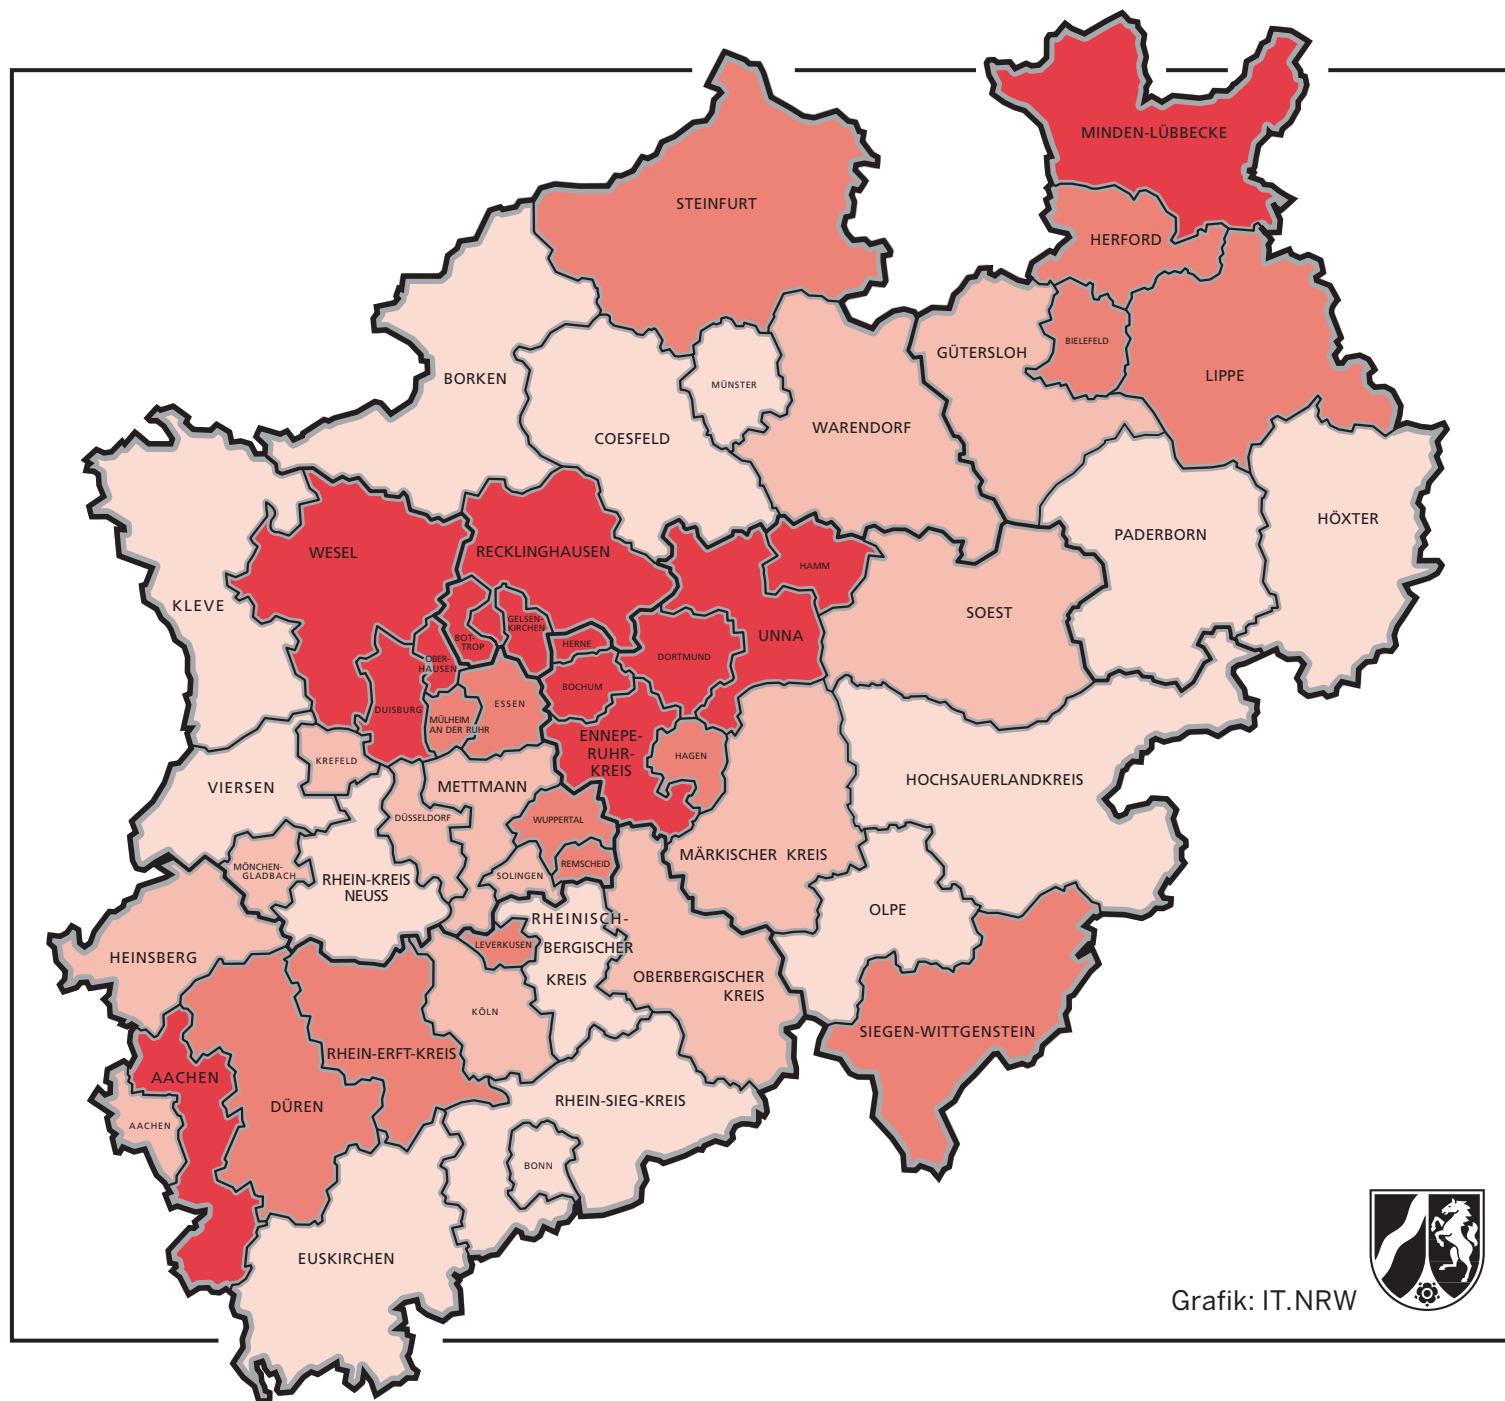 MINDEN-LÜBBECKE
STEINFURT
HERFORD
BIELEFELD
GÜTERSLOH
LIPPE
BORKEN
MÜNSTER
WARENDORF
COESFELD
HÖXTER
PADERBORN
WESEL
RECKLINGHAUSEN
HAMM
KLEVE
SOEST
GELSEN-
KIRCHEN
UNNA
BOT-
TROP
HERNE
DORTMUND
OBER-
HAUSEN
BOCHUM
ESSEN
DUISBURG
MÜLHEIM
AN DER RUHR
ENNEPE-
RUHR-
KREIS
HAGEN
KREFELD
HOCHSAUERLANDKREIS
VIERSEN
METTMANN
DÜSSELDORF
WUPPERTAL
MÄRKISCHER KREIS
REMSCHEID
MÖNCHEN-
GLADBACH
SOLINGEN
RHEIN-KREIS
NEUSS
OLPE
RHEINISCH-
BERGISCHER
KREIS
LEVERKUSEN
HEINSBERG
OBERBERGISCHER
KREIS
KÖLN
SIEGEN-WITTGENSTEIN
RHEIN-ERFT-KREIS
AACHEN
DÜREN
RHEIN-SIEG-KREIS
AACHEN
BONN
EUSKIRCHEN
Grafik: IT.NRW